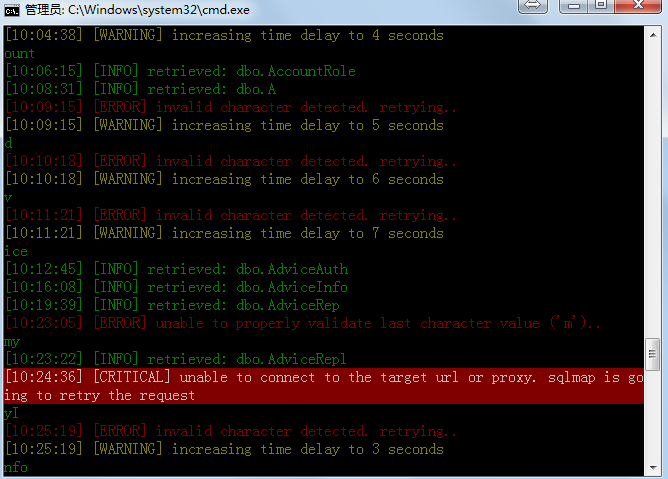 管理员: C:\Windows\system32\cmd.exe
[10:04:38] [WARNING] increasing time delay to 4 seconds
ount
[10:06:15] [INFO] retrieved: dbo.AccountRole
[10:08:31] [INFO] retrieved: dbo.A
[10:09:15] [ERROR] invalid character detected. retrying..
[10:09:15] [WARNING] increasing time delay to 5 seconds
d
[10:10:18] [ERROR] invalid character detected. retrying..
[10:10:18] [WARNING] increasing time delay to 6 seconds
v
[10:11:21] [ERROR] invalid character detected. retrying..
[10:11:21] [WARNING] increasing time delay to 7 seconds
ice
[10:12:45] [INFO] retrieved: dbo.AdviceAuth
[10:16:08] [INFO] retrieved: dbo.AdviceInfo
[10:19:39] [INFO] retrieved: dbo.AdviceRep
[10:23:05] [ERROR] unable to properly validate last character value ('m')..
my
[10:23:22] [INFO] retrieved: dbo.AdviceRepl
[10:24:36] [CRITICAL] unable to connect to the target url or proxy. sqlmap is go
ing to retry the request
yI
[10:25:19] [ERROR] invalid character detected. retrying..
[10:25:19] [WARNING] increasing time delay to 3 seconds
nfo